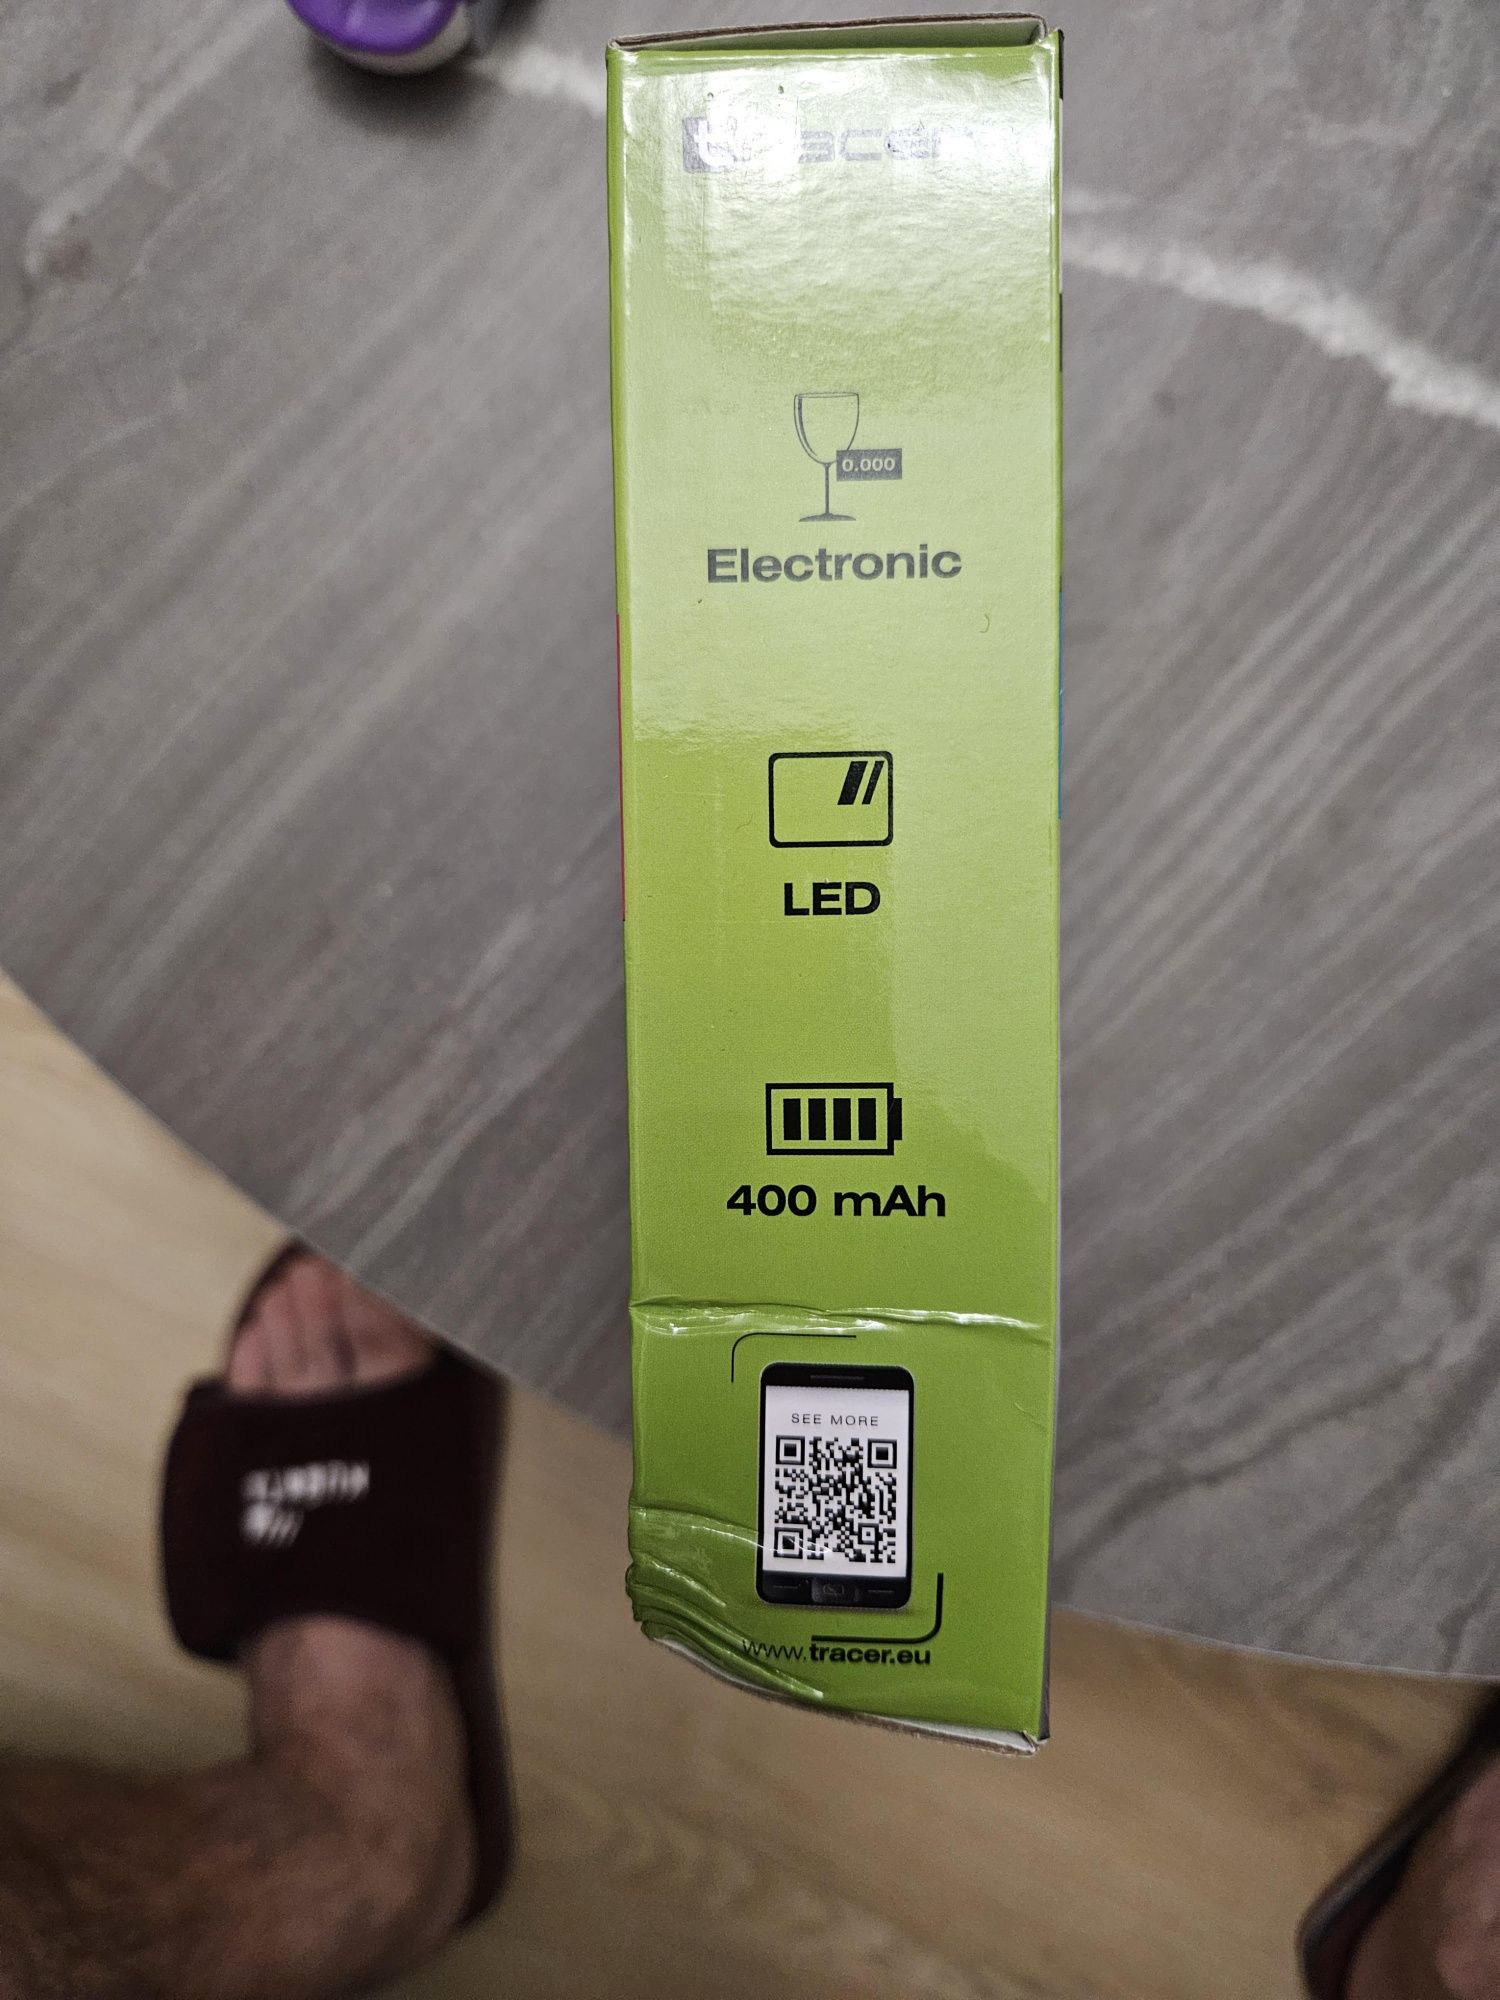 tracer
0.000
Electronic
LED
400 mAh
SEE MORE
www.tracer.eu